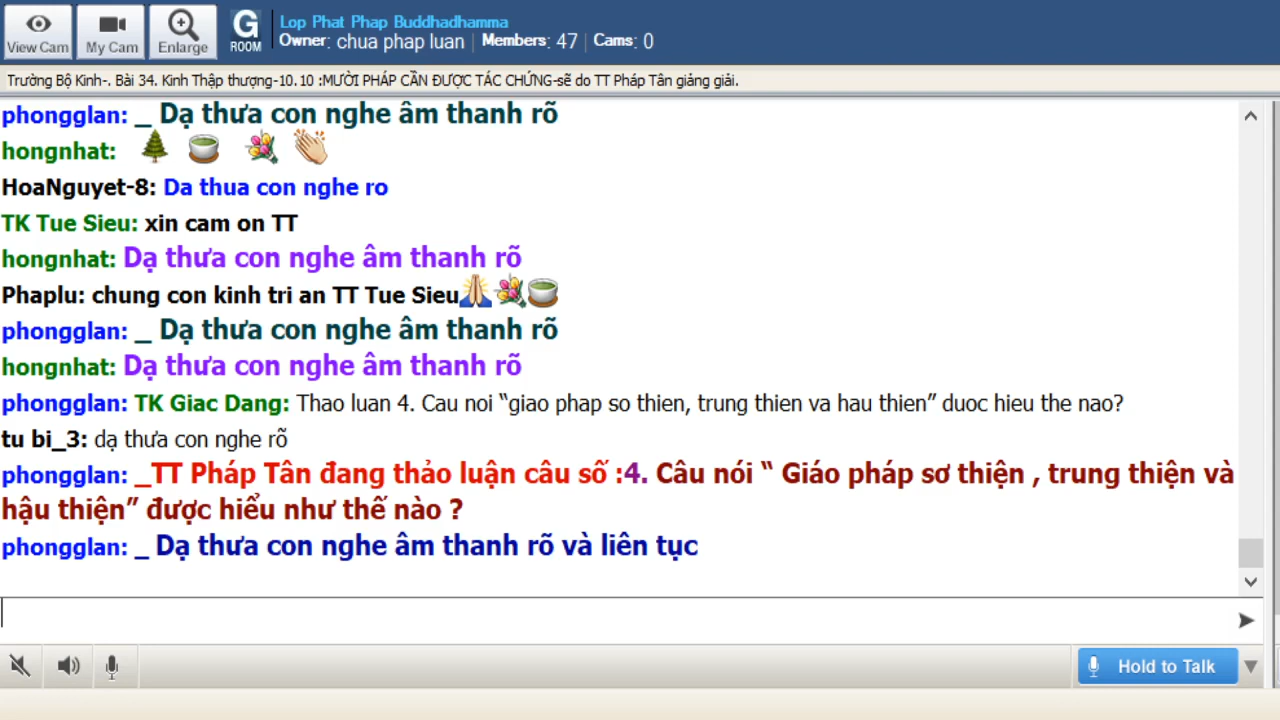 View Cam
My Cam
Enlarge
G
ROOM
Lop Phat Phap Buddhadhamma
Owner: chua phap luan | Members: 47 | Cams: 0
Trường Bộ Kinh-. Bài 34. Kinh Thập thượng-10. 10 :MƯỜI PHÁP CẦN ĐƯỢC TÁC CHỨNG-sẽ do TT Pháp Tân giảng giải.
phongglan: _ Dạ thưa con nghe âm thanh rõ
hongnhat:
HoaNguyet-8: Da thua con nghe ro
TK Tue Sieu: xin cam on TT
hongnhat: Dạ thưa con nghe âm thanh rõ
Phaplu: chung con kinh tri an TT Tue Sieu
phongglan: _ Dạ thưa con nghe âm thanh rõ
hongnhat: Dạ thưa con nghe âm thanh rõ
phongglan: TK Giac Dang: Thao luan 4. Cau noi “giao phap so thien, trung thien va hau thien” duoc hieu the nao?
tu bi_3: dạ thưa con nghe rõ
phongglan: _TT Pháp Tân đang thảo luận câu số :4. Câu nói “ Giáo pháp sơ thiện , trung thiện và
hậu thiện” được hiểu như thế nào ?
phongglan: _ Dạ thưa con nghe âm thanh rõ và liên tục
Hold to Talk